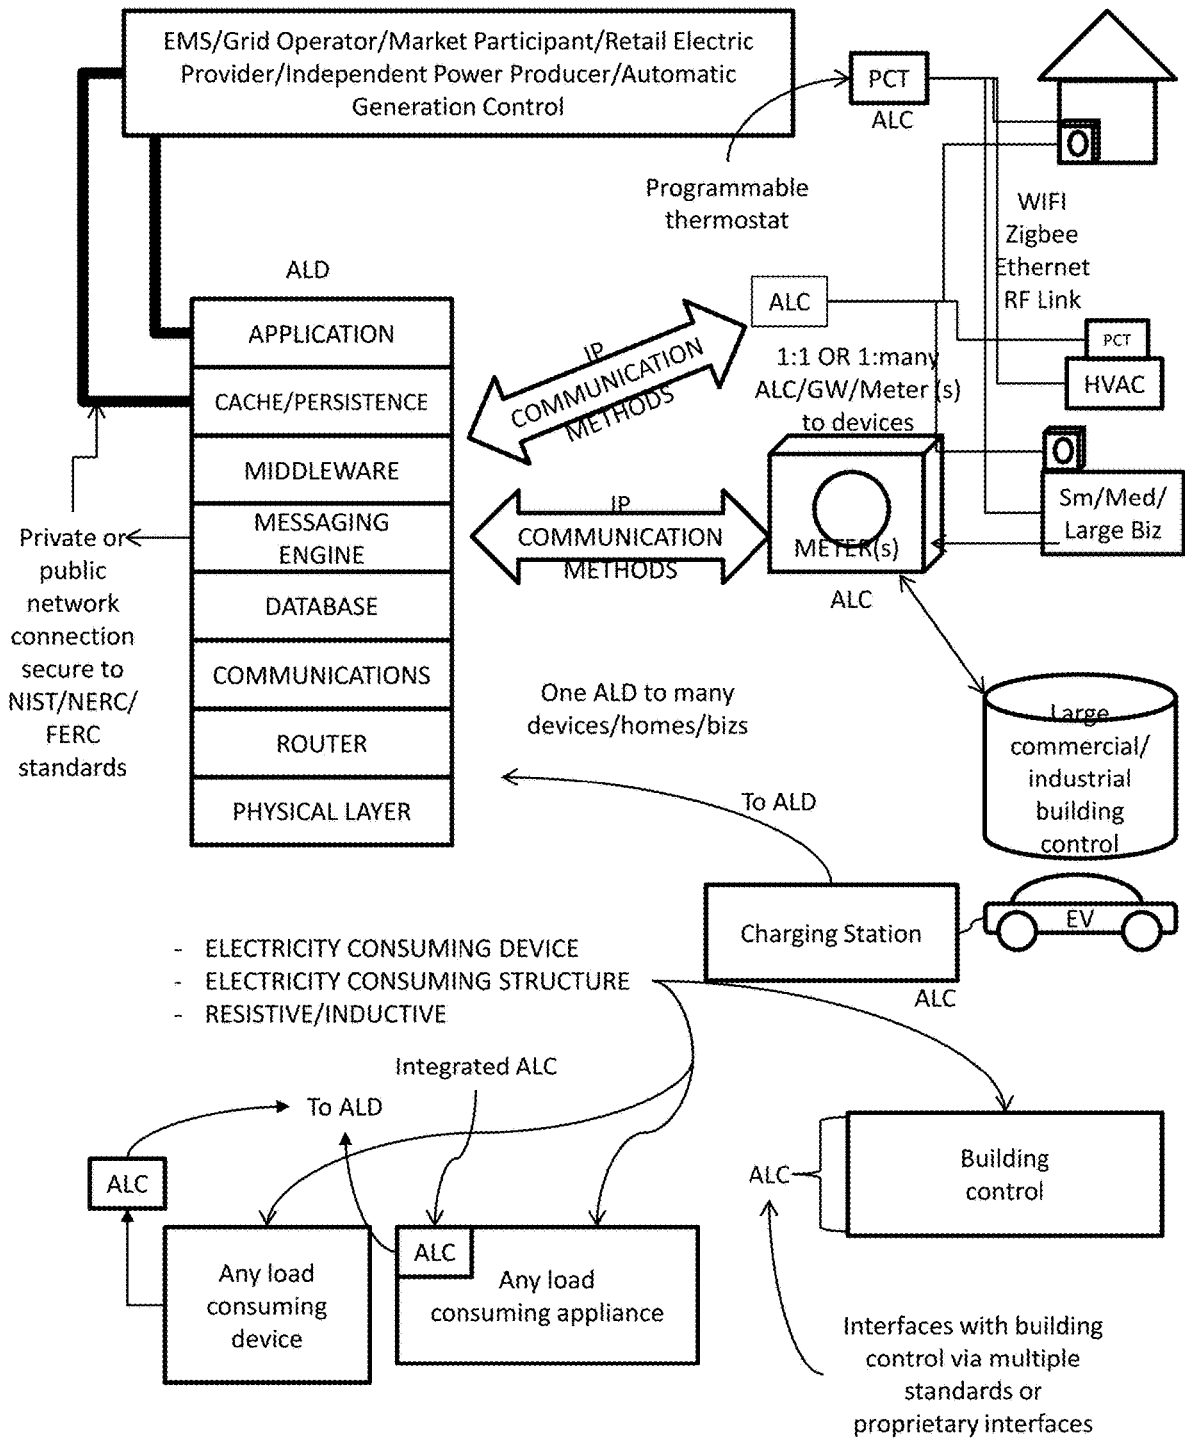 EMS/Grid Operator/Market Participant/Retail Electric
Provider/Independent Power Producer/Automatic
Generation Control
PCT
ALC
Programmable
thermostat
WIFI
Zigbee
Ethernet
RF Link
ALD
APPLICATION
CACHE/PERSISTENCE
MIDDLEWARE
MESSAGING
ENGINE
DATABASE
COMMUNICATIONS
ROUTER
PHYSICAL LAYER
IP
COMMUNICATION
METHODS
IP
COMMUNICATION
METHODS
ALC
1:1 OR 1:many
ALC/GW/Meter (s)
to devices
PCT
HVAC
Sm/Med/
Large Biz
METER(s)
ALC
Private or
public
network
connection
secure to
NIST/NERC/
FERC
standards
One ALD to many
devices/homes/bizs
Large
commercial/
industrial
building
control
To ALD
Charging Station
ALC
EV
- ELECTRICITY CONSUMING DEVICE
- ELECTRICITY CONSUMING STRUCTURE
- RESISTIVE/INDUCTIVE
Integrated ALC
To ALD
ALC
Any load
consuming
device
ALC
Any load
consuming appliance
ALC
Building
control
Interfaces with building
control via multiple
standards or
proprietary interfaces